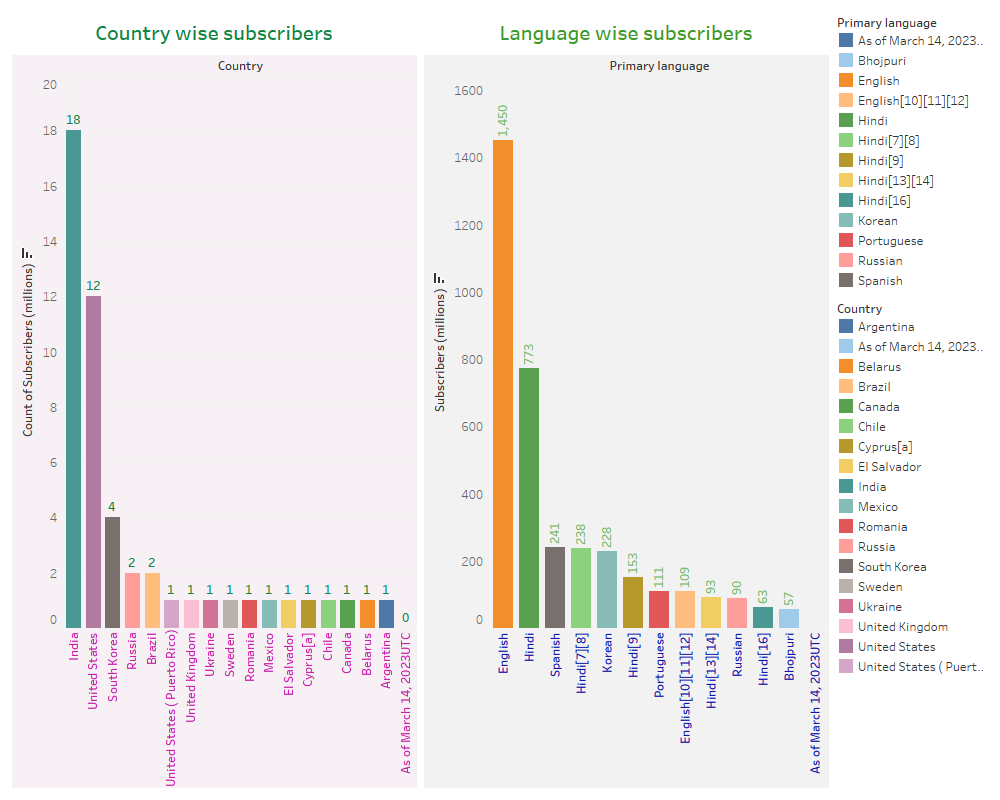 Country wise subscribers
Country
20
18
16
14
12
10
8
6
4
2
0
Count of Subscribers (millions)
18
12
4
2
2
1
1
1
1
1
1
1
1
1
1
1
1
0
India
United States
South Korea
Russia
Brazil
United States ( Puerto Rico)
United Kingdom
Ukraine
Sweden
Romania
Mexico
El Salvador
Cyprus[a]
Chile
Canada
Belarus
Argentina
As of March 14, 2023UTC
Language wise subscribers
Primary language
1600
1400
1200
1000
800
600
400
200
0
Subscribers (millions)
1,450
773
241
238
228
153
111
109
93
90
63
57
English
Hindi
Spanish
Hindi[7][8]
Korean
Hindi[9]
Portuguese
English[10][11][12]
Hindi[13][14]
Russian
Hindi[16]
Bhojpuri
As of March 14, 2023UTC
Primary language
As of March 14, 2023..
Bhojpuri
English
English[10][11][12]
Hindi
Hindi[7][8]
Hindi[9]
Hindi[13][14]
Hindi[16]
Korean
Portuguese
Russian
Spanish
Country
Argentina
As of March 14, 2023..
Belarus
Brazil
Canada
Chile
Cyprus[a]
El Salvador
India
Mexico
Romania
Russia
South Korea
Sweden
Ukraine
United Kingdom
United States
United States ( Puert..